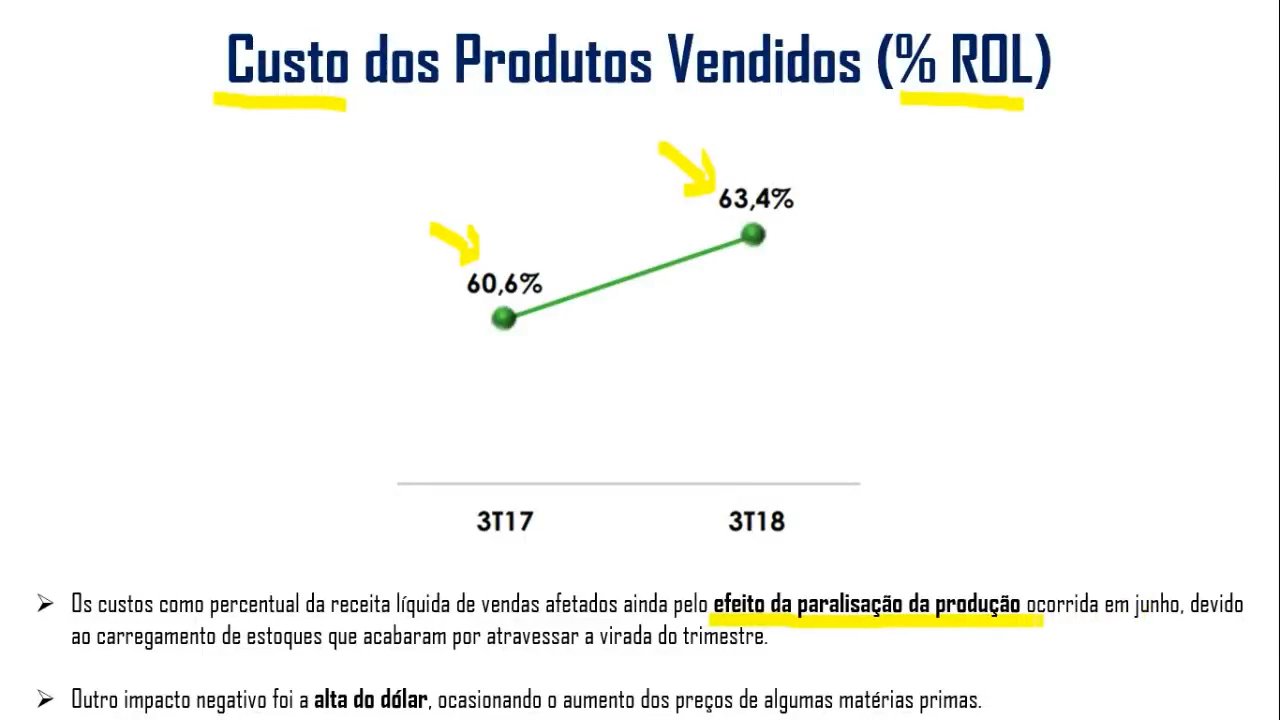 Custo dos Produtos Vendidos (% ROL)
63,4%
60,6%
3T17 3T18
➢ Os custos como percentual da receita líquida de vendas afetados ainda pelo efeito da paralisação da produção ocorrida em junho, devido
ao carregamento de estoques que acabaram por atravessar a virada do trimestre.
➢ Outro impacto negativo foi a alta do dólar, ocasionando o aumento dos preços de algumas matérias primas.